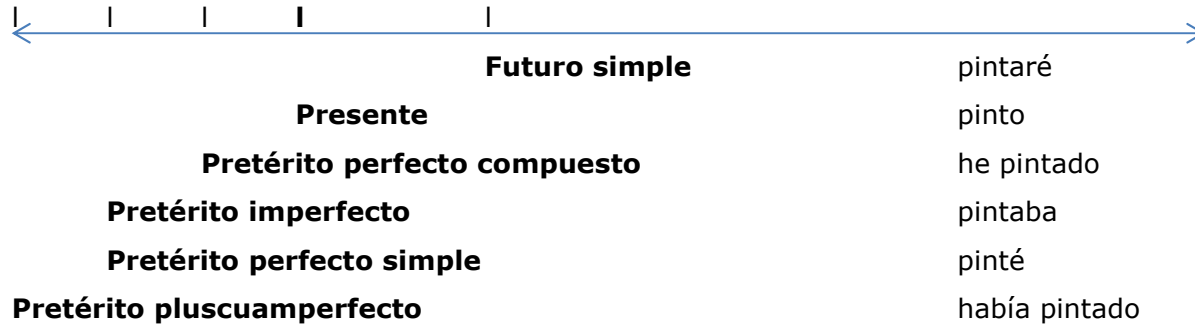 Futuro simple pintaré
Presente pinto
Pretérito perfecto compuesto he pintado
Pretérito imperfecto pintaba
Pretérito perfecto simple pinté
Pretérito pluscuamperfecto había pintado